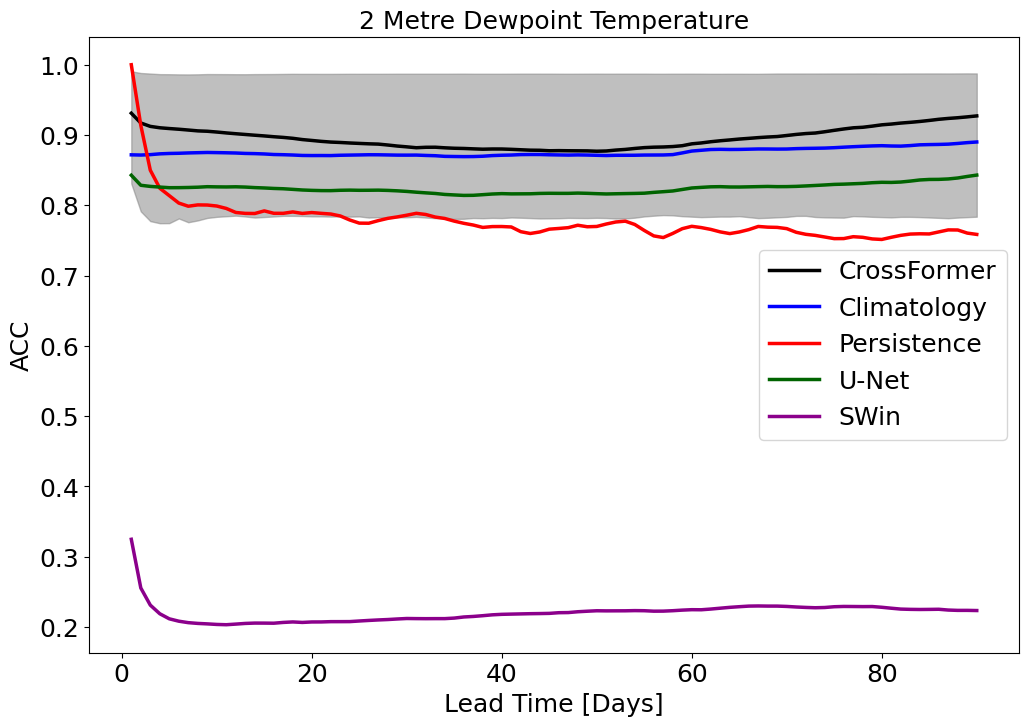 2 Metre Dewpoint Temperature
1.0
0.9
0.8
0.7
0.6
0.5
0.4
0.3
0.2
ACC
CrossFormer
Climatology
Persistence
U-Net
SWin
0 20 40 60 80
Lead Time [Days]